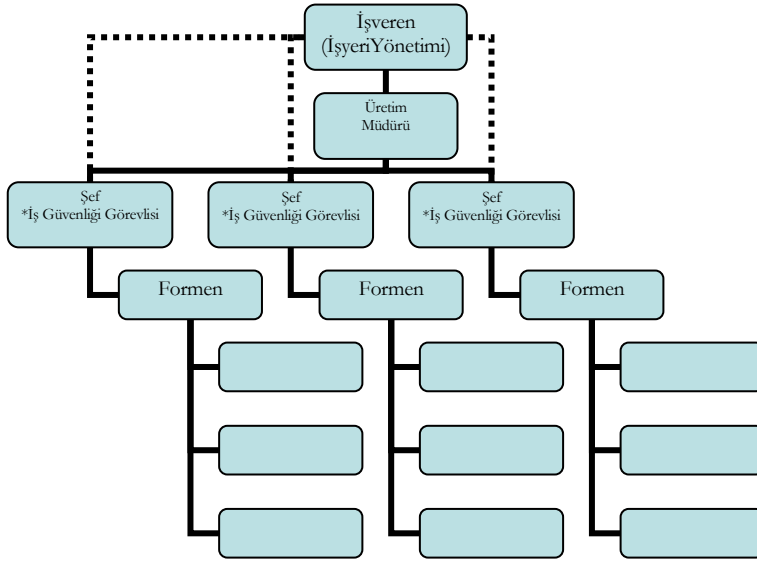 İşveren
(İşyeriYönetimi)
Üretim
Müdürü
Şef
*İş Güvenliği Görevlisi
Şef
*İş Güvenliği Görevlisi
Şef
*İş Güvenliği Görevlisi
Formen
Formen
Formen